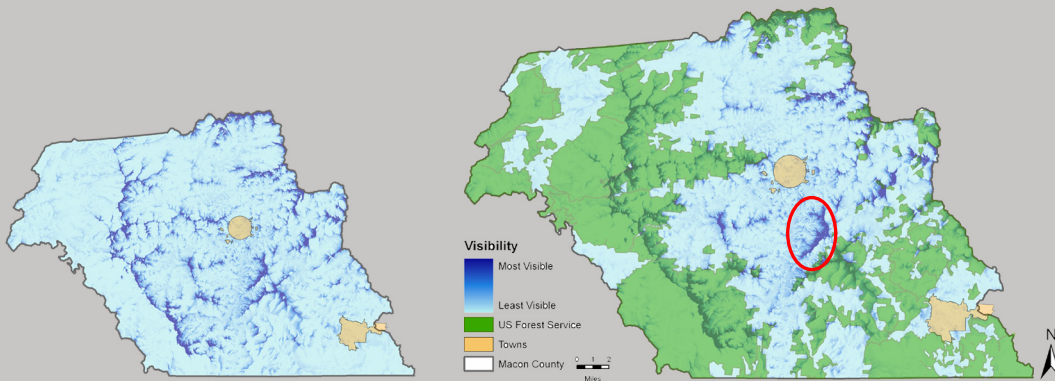 Visibility
Most Visible
Least Visible
US Forest Service
Towns
Macon County
0 1 2
Miles
N